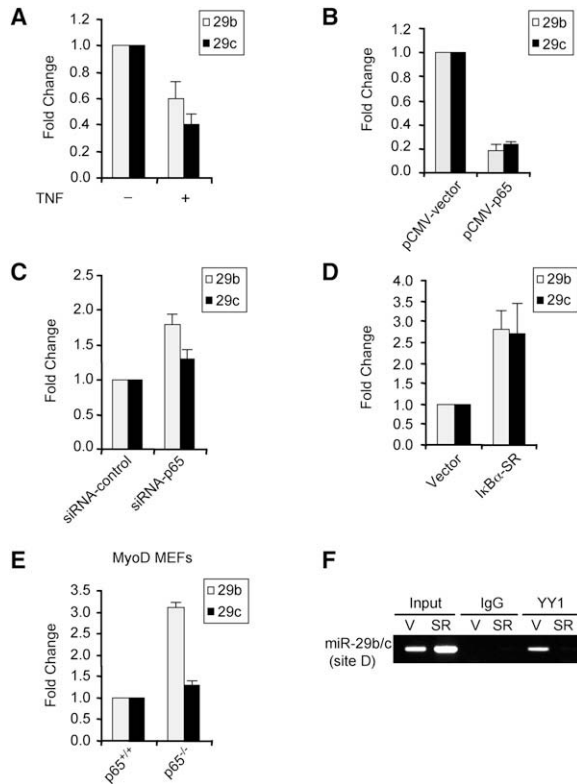 A
29b
29c
Fold Change
1.2
1.0
0.8
0.6
0.4
0.2
0
TNF
− +
B
29b
29c
Fold Change
1.2
1.0
0.8
0.6
0.4
0.2
0
pCMV-vector
pCMV-p65
C
29b
29c
Fold Change
2.5
2.0
1.5
1.0
0.5
0.0
siRNA-control
siRNA-p65
D
29b
29c
Fold Change
4.0
3.5
3.0
2.5
2.0
1.5
1.0
0.5
0.0
Vector
IκBα-SR
E
MyoD MEFs
29b
29c
Fold Change
3.5
3.0
2.5
2.0
1.5
1.0
0.5
0.0
p65+/+
p65-/-
F
Input IgG YY1
V SR V SR V SR
miR-29b/c
(site D)